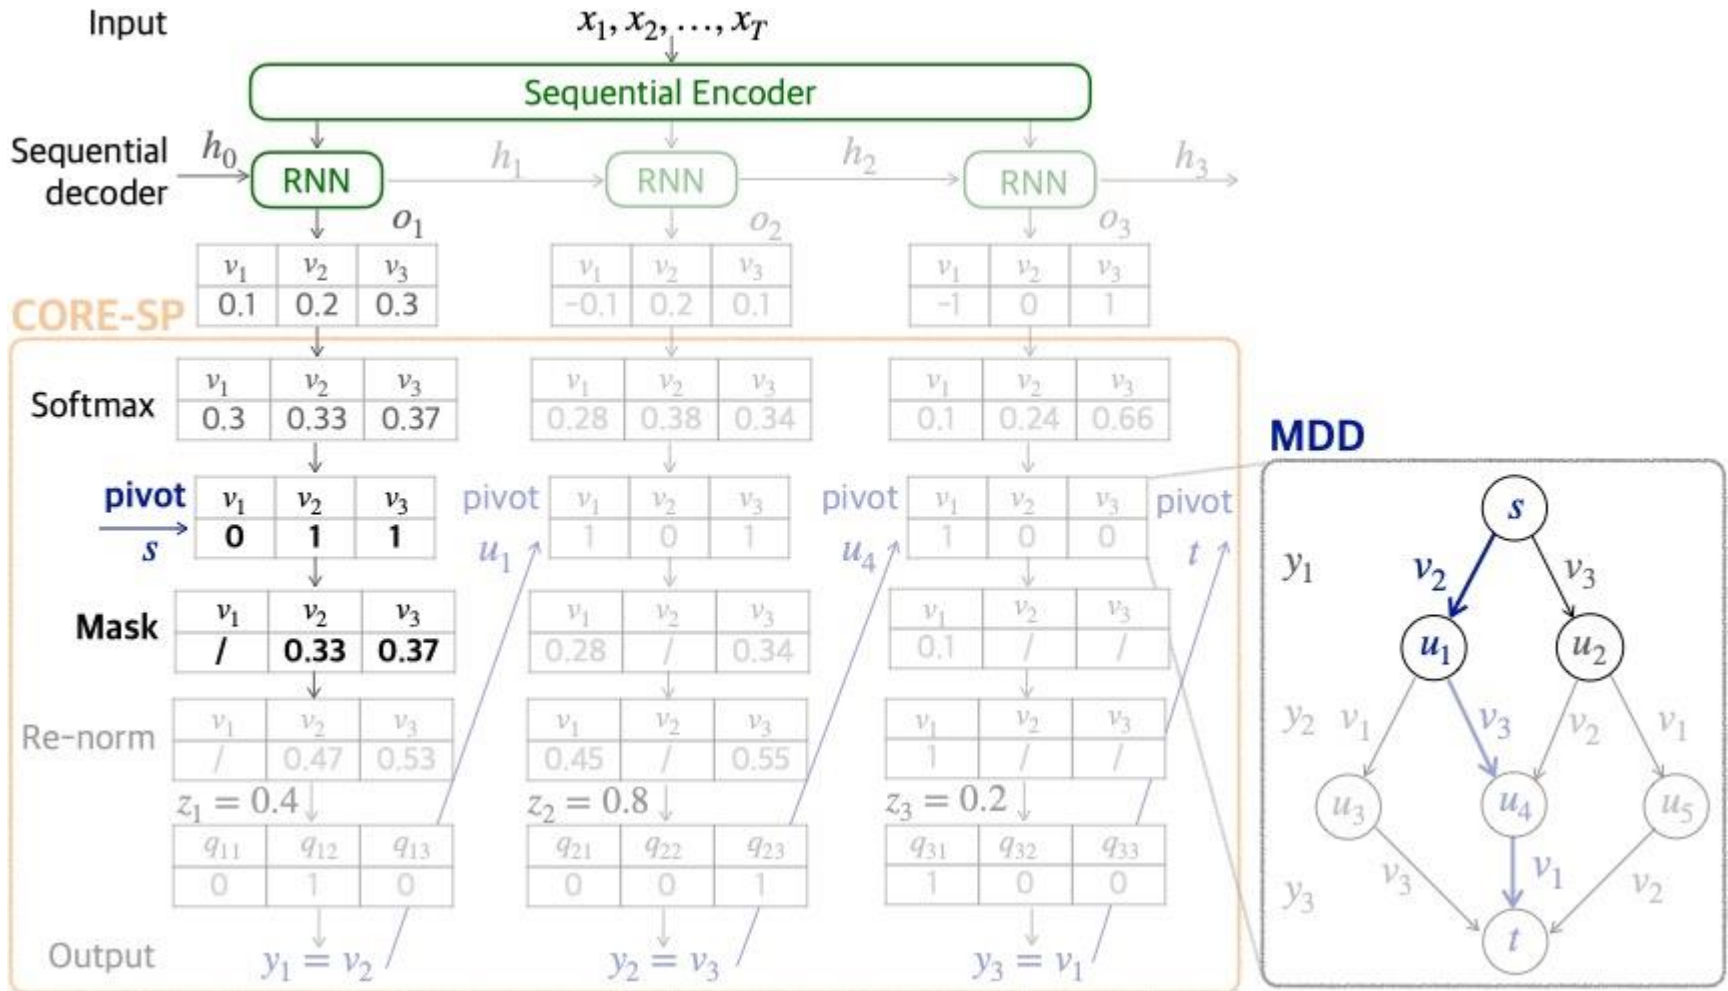 Input x₁, x₂, …, x_T
Sequential Encoder
Sequential decoder h₀ RNN h₁ RNN h₂ RNN h₃
o₁ o₂ o₃
v₁ v₂ v₃ v₁ v₂ v₃ v₁ v₂ v₃
0.1 0.2 0.3 −0.1 0.2 0.1 -1 0 1
CORE-SP
v₁ v₂ v₃ v₁ v₂ v₃ v₁ v₂ v₃
Softmax 0.3 0.33 0.37 0.28 0.38 0.34 0.1 0.24 0.66
pivot v₁ v₂ v₃ pivot v₁ v₂ v₃ pivot v₁ v₂ v₃ pivot
s 0 1 1 u₁ 1 0 1 u₄ 1 0 0 t
v₁ v₂ v₃ v₁ v₂ v₃ v₁ v₂ v₃
Mask / 0.33 0.37 0.28 / 0.34 0.1 / /
v₁ v₂ v₃ v₁ v₂ v₃ v₁ v₂ v₃
Re-norm / 0.47 0.53 0.45 / 0.55 1 / /
z₁ = 0.4 z₂ = 0.8 z₃ = 0.2
q₁₁ q₁₂ q₁₃ q₂₁ q₂₂ q₂₃ q₃₁ q₃₂ q₃₃
0 1 0 0 0 1 1 0 0
Output y₁ = v₂ y₂ = v₃ y₃ = v₁
MDD
s
y₁ v₂ v₃
u₁ u₂
y₂ v₁ v₃ v₂ v₁
u₃ u₄ u₅
y₃ v₃ v₁ v₂
t